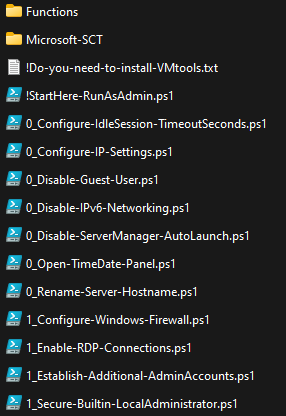 Functions
Microsoft-SCT
!Do-you-need-to-install-VMtools.txt
!StartHere-RunAsAdmin.ps1
0_Configure-IdleSession-TimeoutSeconds.ps1
0_Configure-IP-Settings.ps1
0_Disable-Guest-User.ps1
0_Disable-IPv6-Networking.ps1
0_Disable-ServerManager-AutoLaunch.ps1
0_Open-TimeDate-Panel.ps1
0_Rename-Server-Hostname.ps1
1_Configure-Windows-Firewall.ps1
1_Enable-RDP-Connections.ps1
1_Establish-Additional-AdminAccounts.ps1
1_Secure-Builtin-LocalAdministrator.ps1